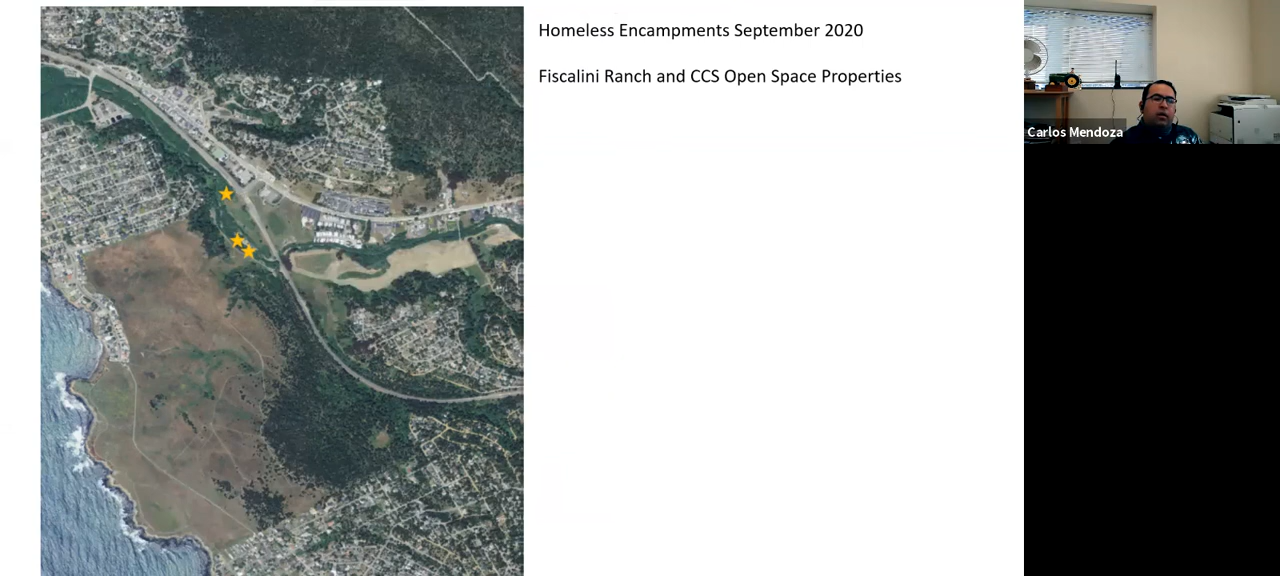 Homeless Encampments September 2020
Fiscalini Ranch and CCS Open Space Properties
Carlos Mendoza